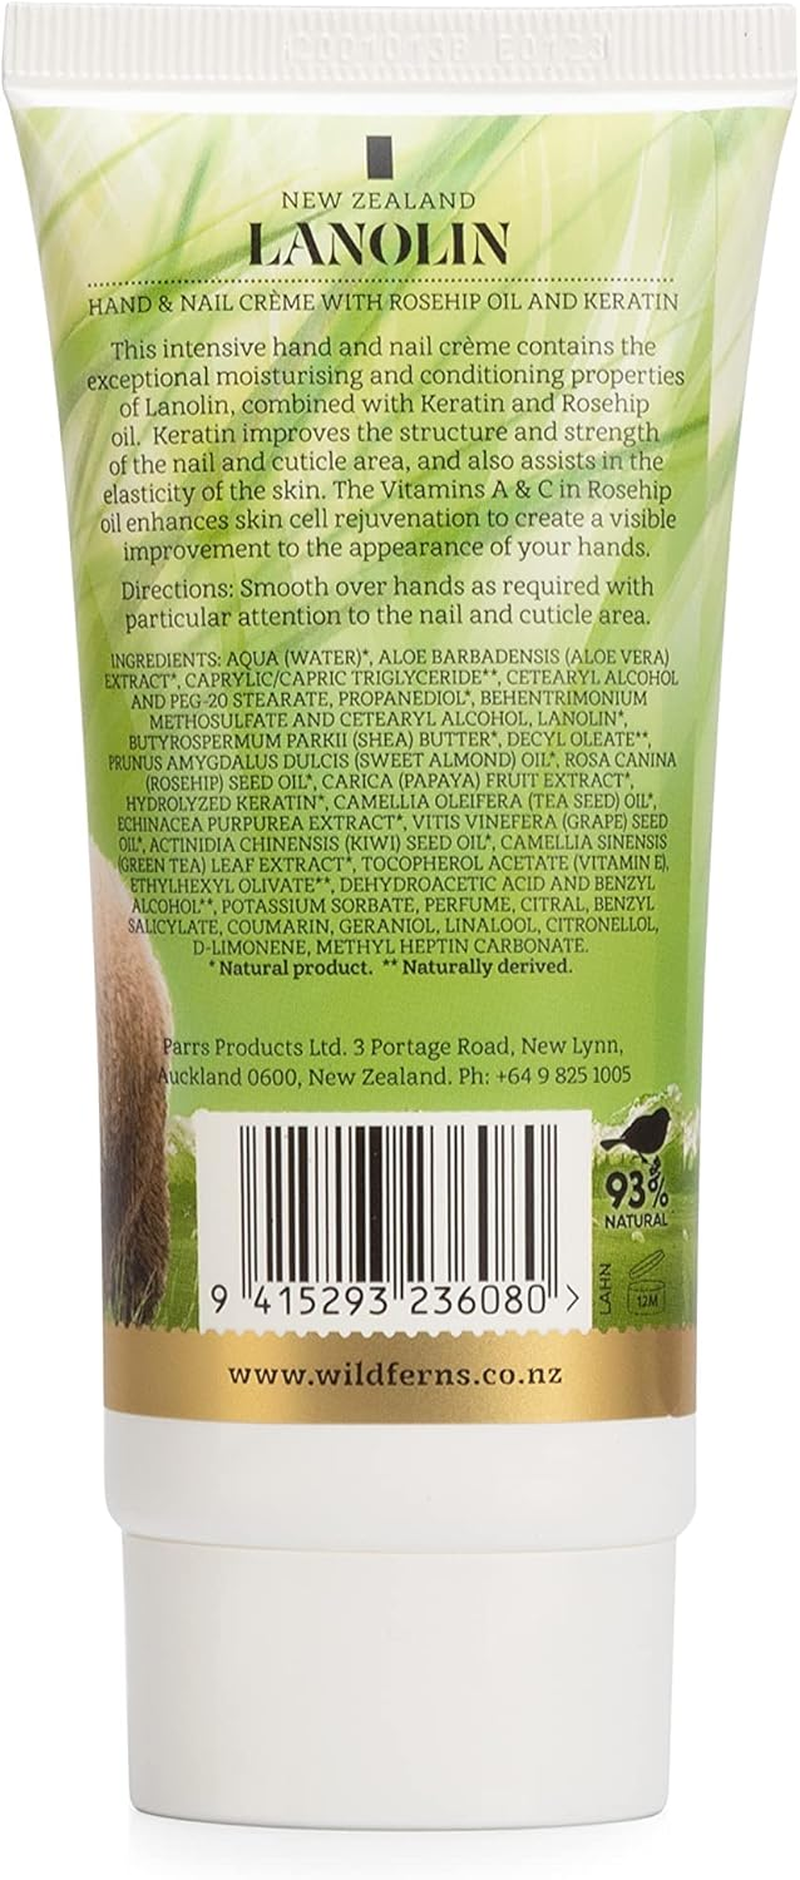 NEW ZEALAND
LANOLIN
HAND & NAIL CRÈME WITH ROSEHIP OIL AND KERATIN
This intensive hand and nail crème contains the
exceptional moisturising and conditioning properties
of Lanolin, combined with Keratin and Rosehip
oil. Keratin improves the structure and strength
of the nail and cuticle area, and also assists in the
elasticity of the skin. The Vitamins A & C in Rosehip
oil enhances skin cell rejuvenation to create a visible
improvement to the appearance of your hands.
Directions: Smooth over hands as required with
particular attention to the nail and cuticle area.
INGREDIENTS: AQUA (WATER)*, ALOE BARBADENSIS (ALOE VERA)
EXTRACT*, CAPRYLIC/CAPRIC TRIGLYCERIDE**, CETEARYL ALCOHOL
AND PEG-20 STEARATE, PROPANEDIOL*, BEHENTRIMONIUM
METHOSULFATE AND CETEARYL ALCOHOL, LANOLIN*,
BUTYROSPERMUM PARKII (SHEA) BUTTER*, DECYL OLEATE**,
PRUNUS AMYGDALUS DULCIS (SWEET ALMOND) OIL*, ROSA CANINA
(ROSEHIP) SEED OIL*, CARICA (PAPAYA) FRUIT EXTRACT*,
HYDROLYZED KERATIN*, CAMELLIA OLEIFERA (TEA SEED) OIL*,
ECHINACEA PURPUREA EXTRACT*, VITIS VINEFERA (GRAPE) SEED
OIL*, ACTINIDIA CHINENSIS (KIWI) SEED OIL*, CAMELLIA SINENSIS
(GREEN TEA) LEAF EXTRACT*, TOCOPHEROL ACETATE (VITAMIN E),
ETHYLHEXYL OLIVATE**, DEHYDROACETIC ACID AND BENZYL
ALCOHOL**, POTASSIUM SORBATE, PERFUME, CITRAL, BENZYL
SALICYLATE, COUMARIN, GERANIOL, LINALOOL, CITRONELLOL,
D-LIMONENE, METHYL HEPTIN CARBONATE.
* Natural product. ** Naturally derived.
Parrs Products Ltd. 3 Portage Road, New Lynn,
Auckland 0600, New Zealand. Ph: +64 9 825 1005
93%
NATURAL
LAHN
12M
9 415293 236080 >
www.wildferns.co.nz